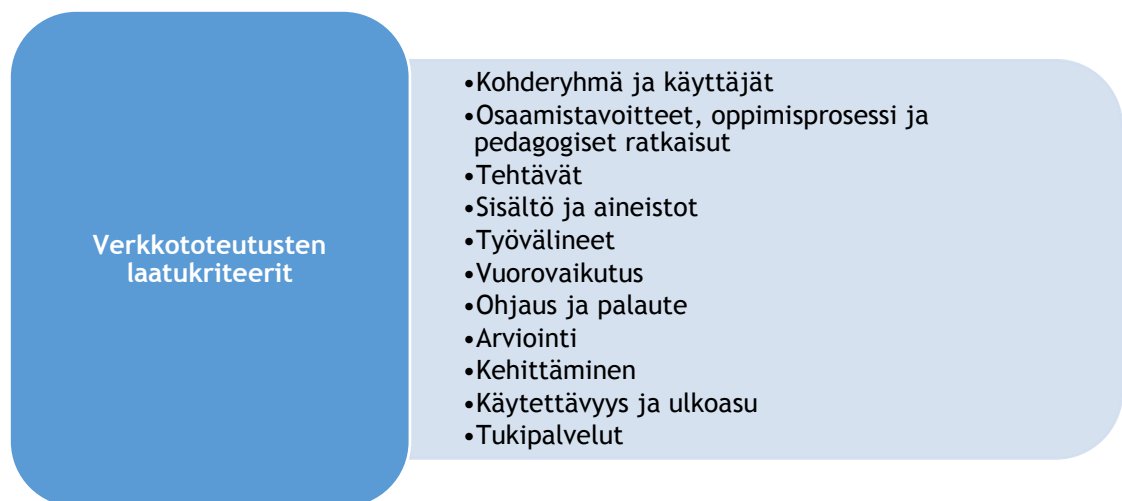 Verkkototeutusten
laatukriteerit
•Kohderyhmä ja käyttäjät
•Osaamistavoitteet, oppimisprosessi ja
pedagogiset ratkaisut
•Tehtävät
•Sisältö ja aineistot
•Työvälineet
•Vuorovaikutus
•Ohjaus ja palaute
•Arviointi
•Kehittäminen
•Käytettävyys ja ulkoasu
•Tukipalvelut